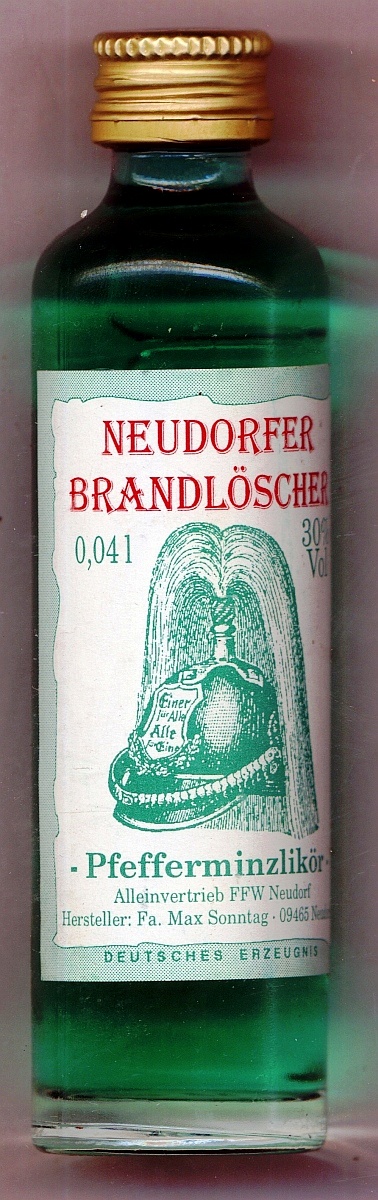 NEUDORFER
BRANDLÖSCHER
0,04 l
30%
Vol
Einer
für Alle
Alle
für Einen
- Pfefferminzlikör -
Alleinvertrieb FFW Neudorf
Hersteller: Fa. Max Sonntag · 09465
DEUTSCHES ERZEUGNIS